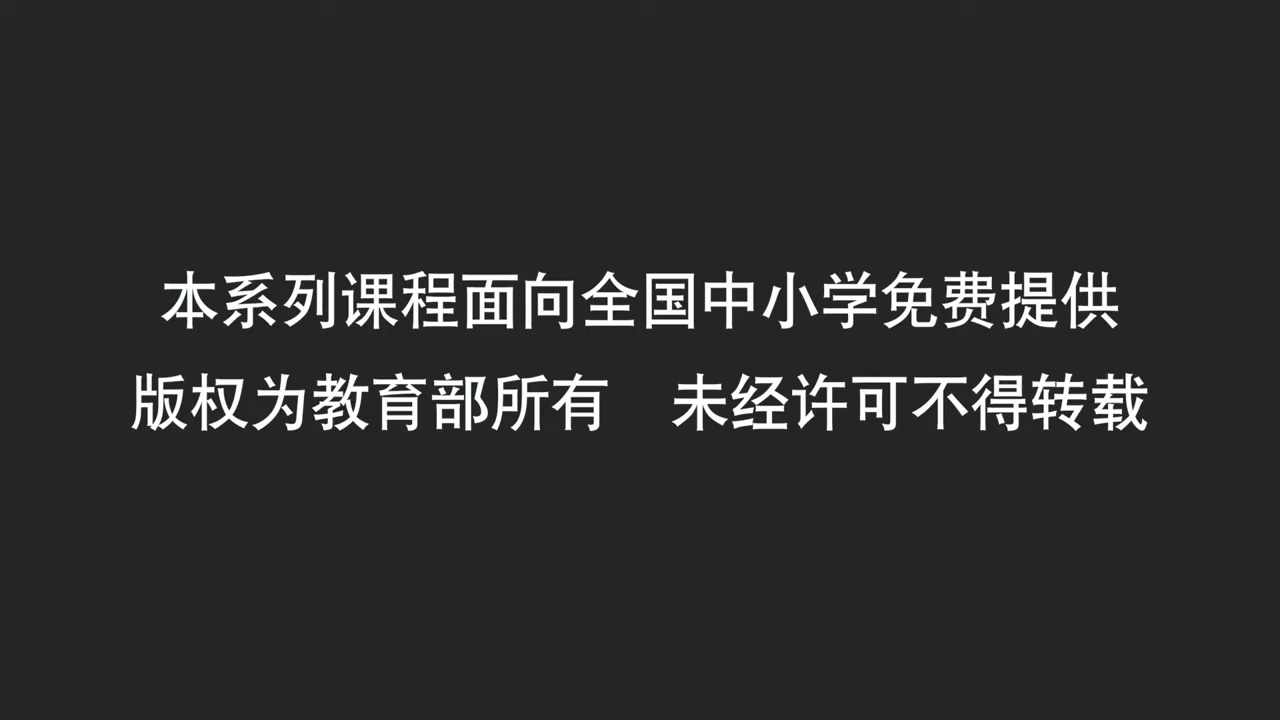 本系列课程面向全国中小学免费提供
版权为教育部所有　未经许可不得转载